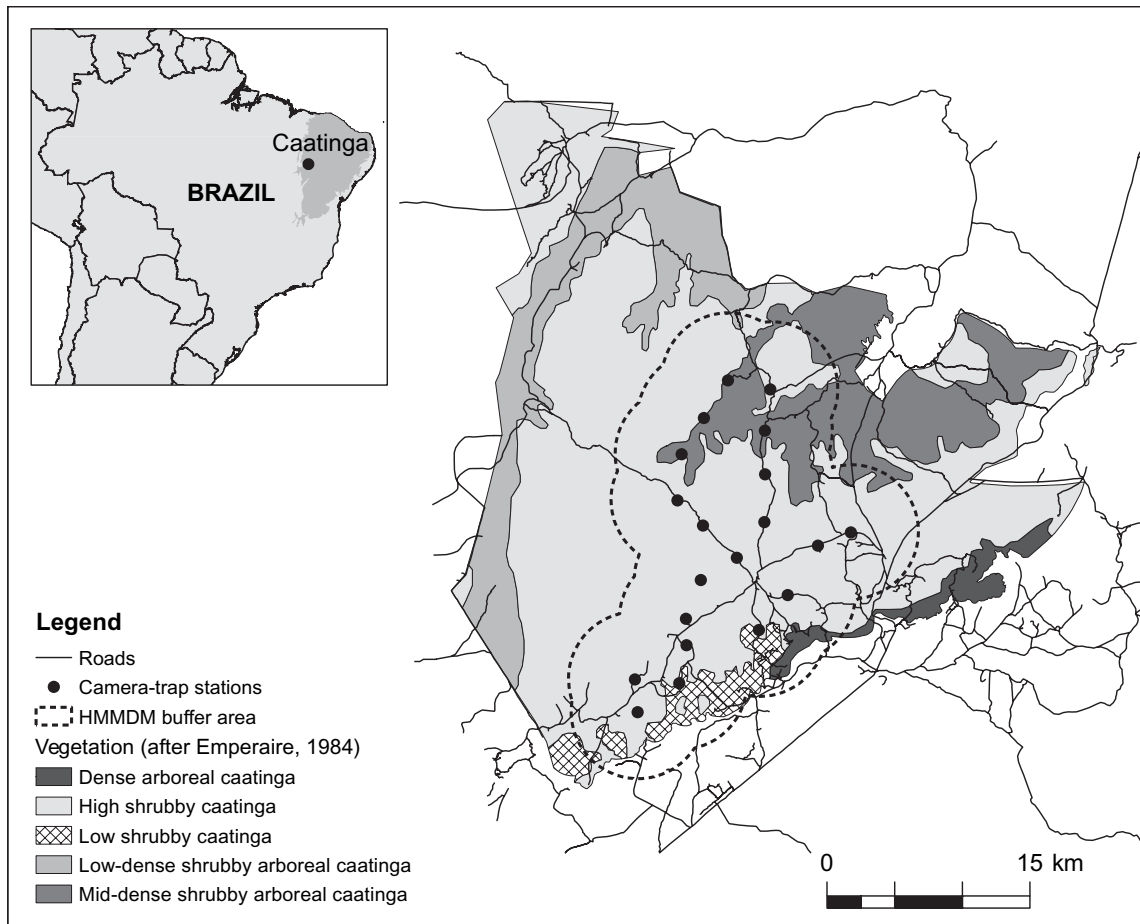 Caatinga
BRAZIL
Legend
Roads
Camera-trap stations
HMMDM buffer area
Vegetation (after Emperaire, 1984)
Dense arboreal caatinga
High shrubby caatinga
Low shrubby caatinga
Low-dense shrubby arboreal caatinga
Mid-dense shrubby arboreal caatinga
0 15 km